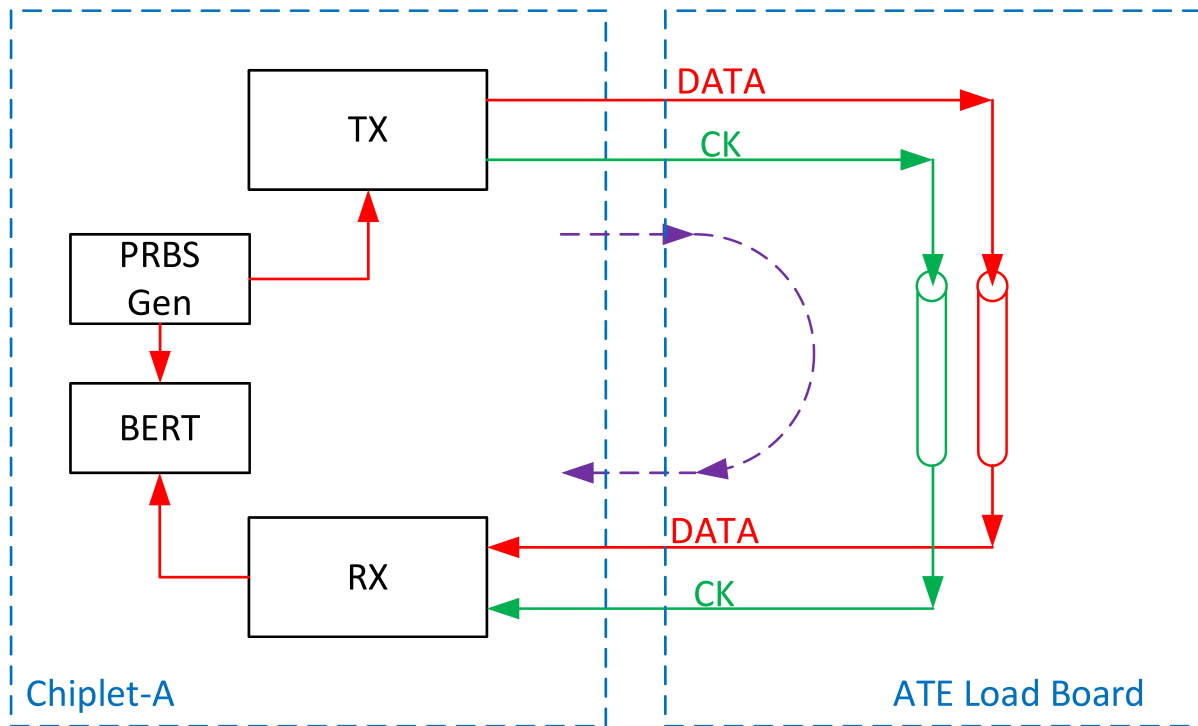 DATA
TX
CK
PRBS
Gen
BERT
DATA
RX
CK
Chiplet-A
ATE Load Board